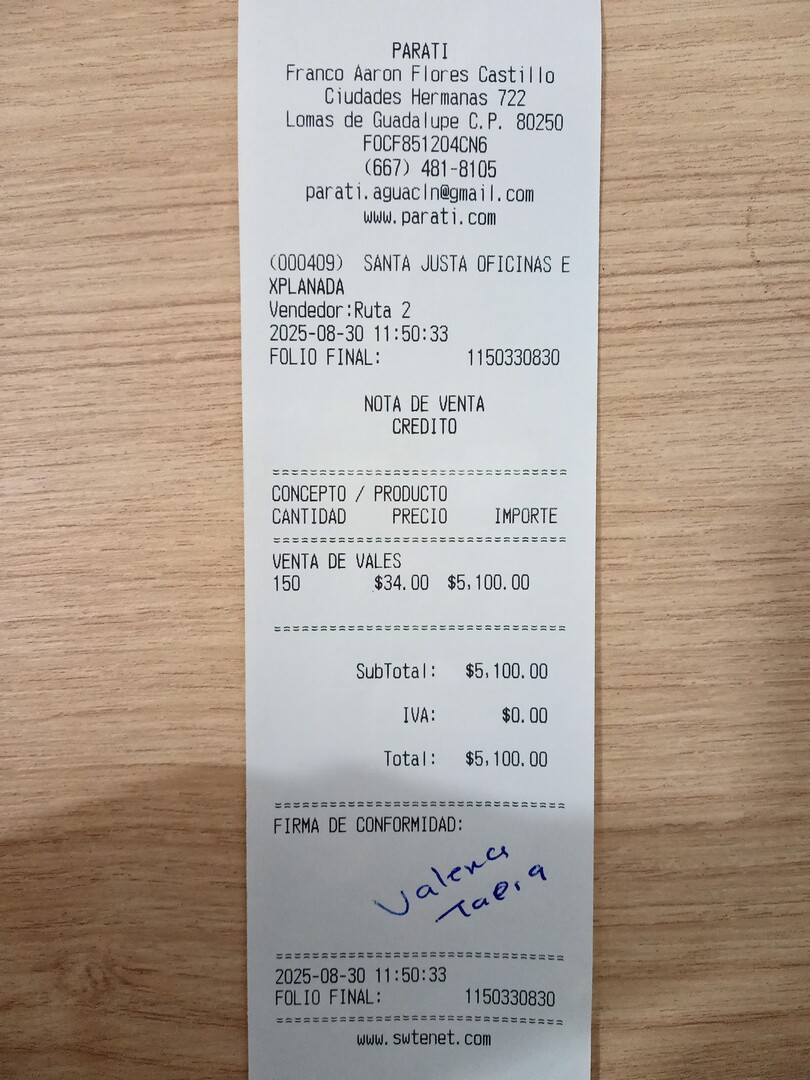 PARATI
Franco Aaron Flores Castillo
Ciudades Hermanas 722
Lomas de Guadalupe C.P. 80250
FOCF851204CN6
(667) 481-8105
parati.aguacln@gmail.com
www.parati.com
(000409) SANTA JUSTA OFICINAS E
XPLANADA
Vendedor:Ruta 2
2025-08-30 11:50:33
FOLIO FINAL: 1150330830
NOTA DE VENTA
CREDITO
==============================
CONCEPTO / PRODUCTO
CANTIDAD PRECIO IMPORTE
==============================
VENTA DE VALES
150 $34.00 $5,100.00
==============================
SubTotal: $5,100.00
IVA: $0.00
Total: $5,100.00
==============================
FIRMA DE CONFORMIDAD:
Valeria
==============================
2025-08-30 11:50:33
FOLIO FINAL: 1150330830
==============================
www.swtenet.com